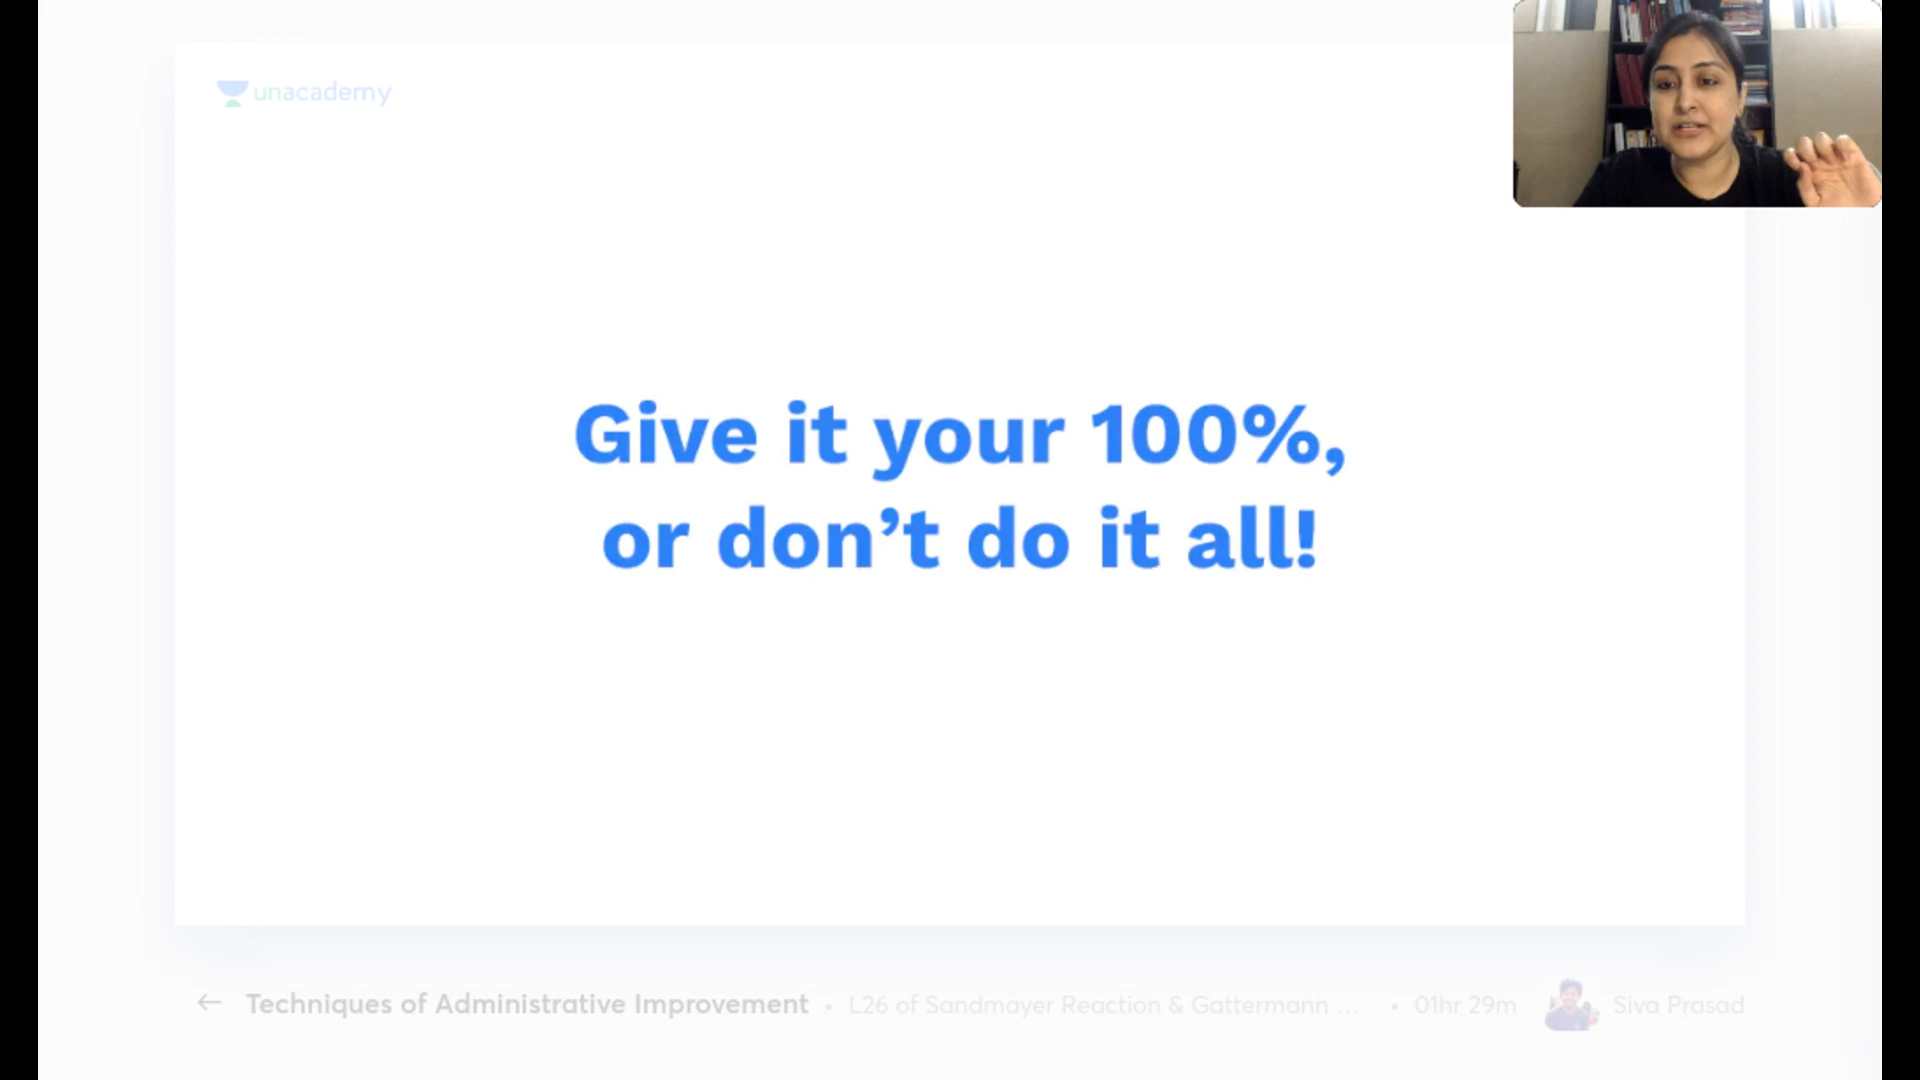 unacademy
Give it your 100%,
or don’t do it all!
← Techniques of Administrative Improvement • L26 of Sandmayer Reaction & Gattermann ... • 01hr 29m Siva Prasad